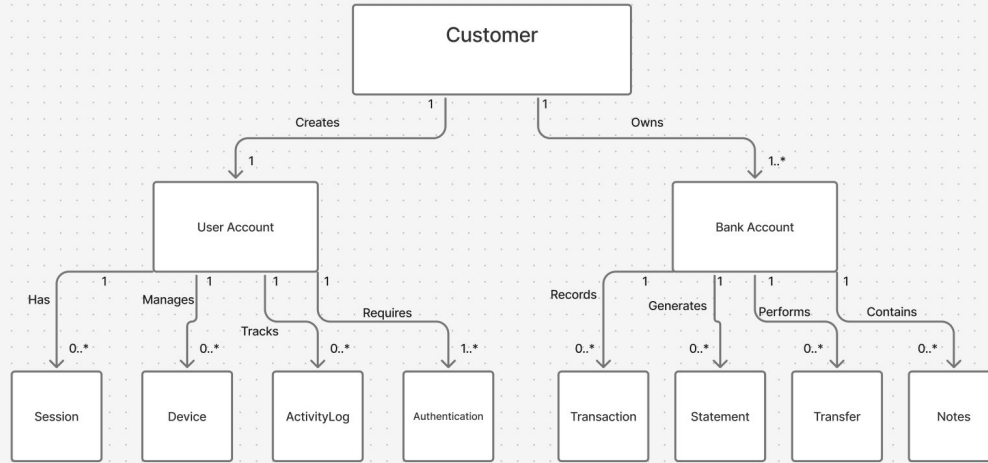 Customer
1 1
Creates Owns
1 1..*
User Account Bank Account
1 1 1 1 1 1 1 1
Has Manages Tracks Requires Records Generates Performs Contains
0..* 0..* 0..* 1..* 0..* 0..* 0..* 0..*
Session Device ActivityLog Authentication Transaction Statement Transfer Notes